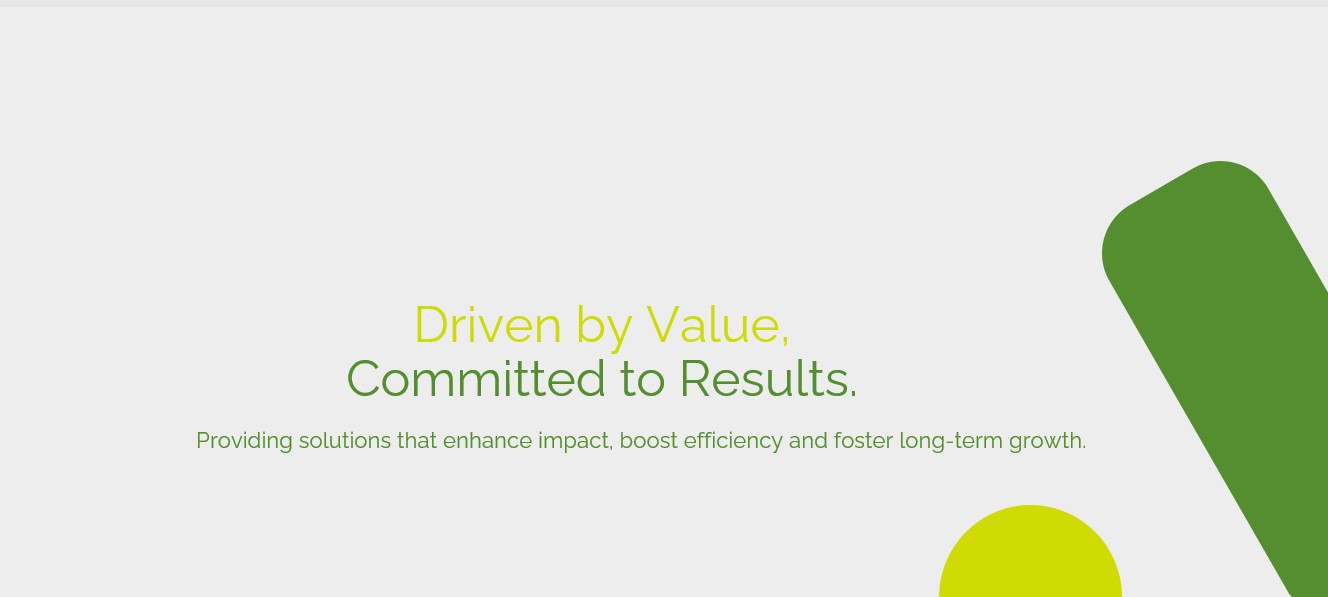 Driven by Value,
Committed to Results.
Providing solutions that enhance impact, boost efficiency and foster long-term growth.